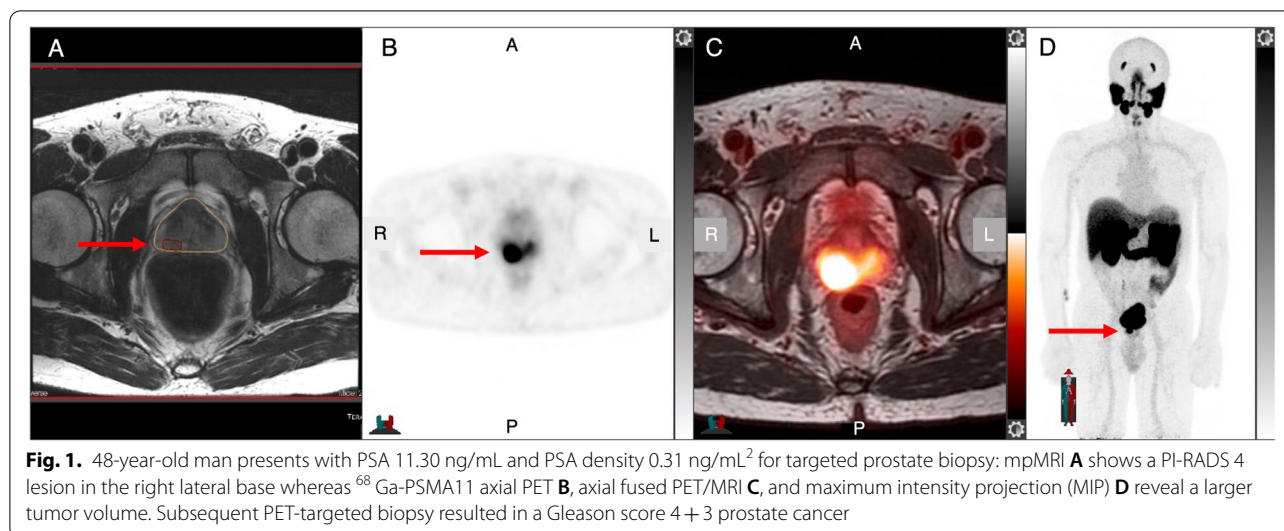 A
B
A
C
A
D
R
L
R
L
A
P
P
Fig. 1. 48-year-old man presents with PSA 11.30 ng/mL and PSA density 0.31 ng/mL² for targeted prostate biopsy: mpMRI A shows a PI-RADS 4
lesion in the right lateral base whereas ⁶⁸ Ga-PSMA11 axial PET B, axial fused PET/MRI C, and maximum intensity projection (MIP) D reveal a larger
tumor volume. Subsequent PET-targeted biopsy resulted in a Gleason score 4 + 3 prostate cancer